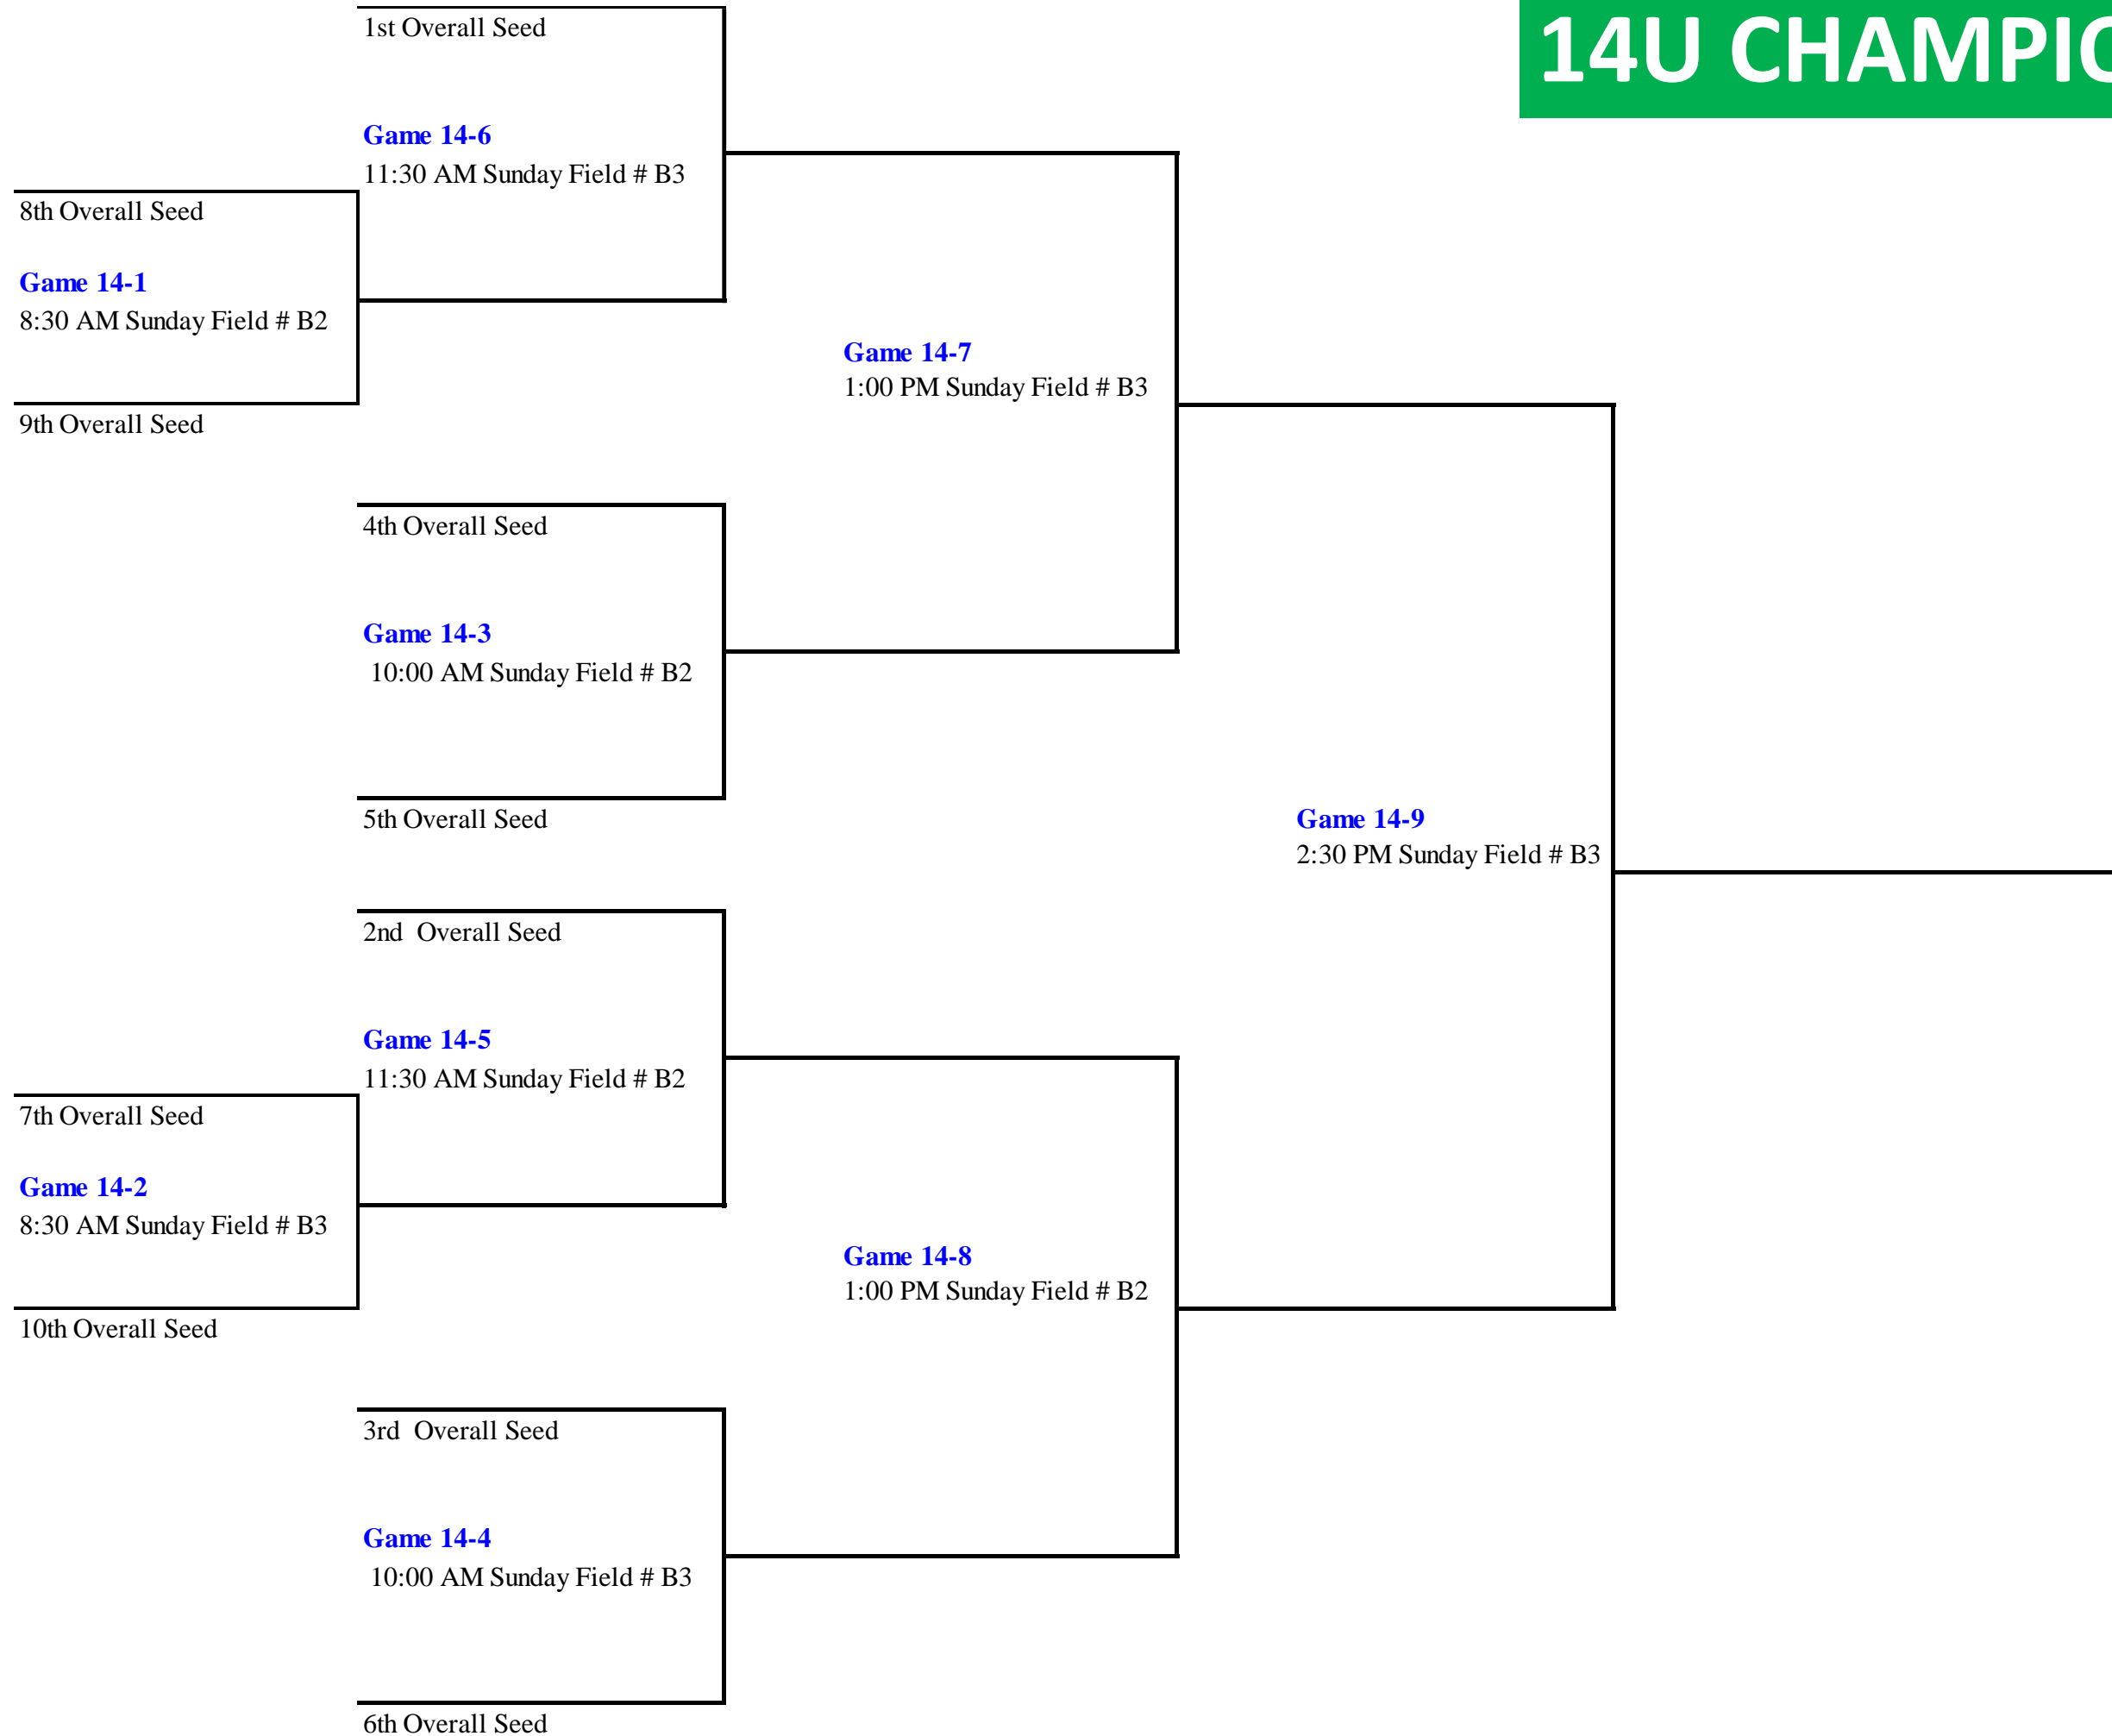 14U CHAMPIO
1st Overall Seed
Game 14-6
11:30 AM Sunday Field # B3
8th Overall Seed
Game 14-1
8:30 AM Sunday Field # B2
9th Overall Seed
Game 14-7
1:00 PM Sunday Field # B3
4th Overall Seed
Game 14-3
10:00 AM Sunday Field # B2
5th Overall Seed
Game 14-9
2:30 PM Sunday Field # B3
2nd  Overall Seed
Game 14-5
11:30 AM Sunday Field # B2
7th Overall Seed
Game 14-2
8:30 AM Sunday Field # B3
10th Overall Seed
Game 14-8
1:00 PM Sunday Field # B2
3rd  Overall Seed
Game 14-4
10:00 AM Sunday Field # B3
6th Overall Seed